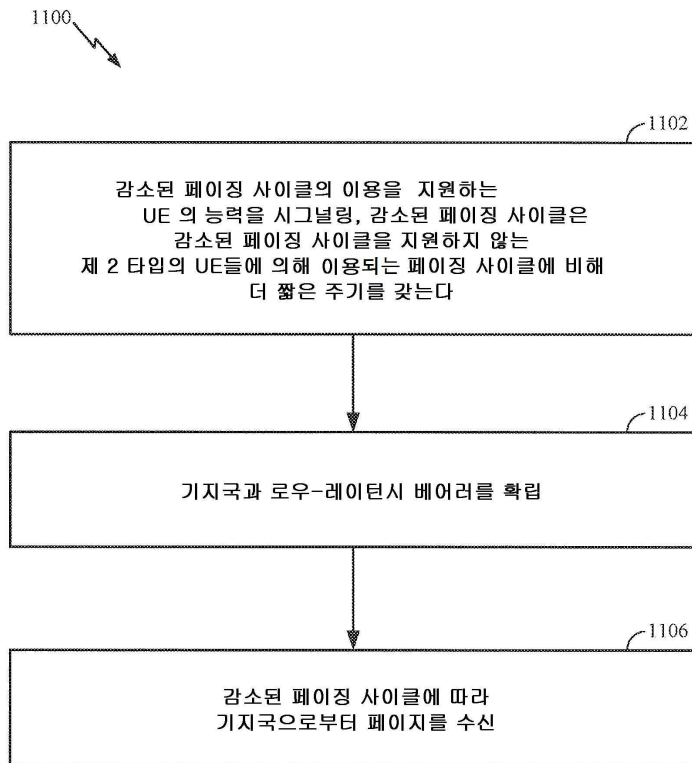 1100
1102
감소된 페이징 사이클의 이용을 지원하는
UE 의 능력을 시그널링, 감소된 페이징 사이클은
감소된 페이징 사이클을 지원하지 않는
제 2 타입의 UE들에 의해 이용되는 페이징 사이클에 비해
더 짧은 주기를 갖는다
1104
기지국과 로우-레이턴시 베어러를 확립
1106
감소된 페이징 사이클에 따라
기지국으로부터 페이지를 수신